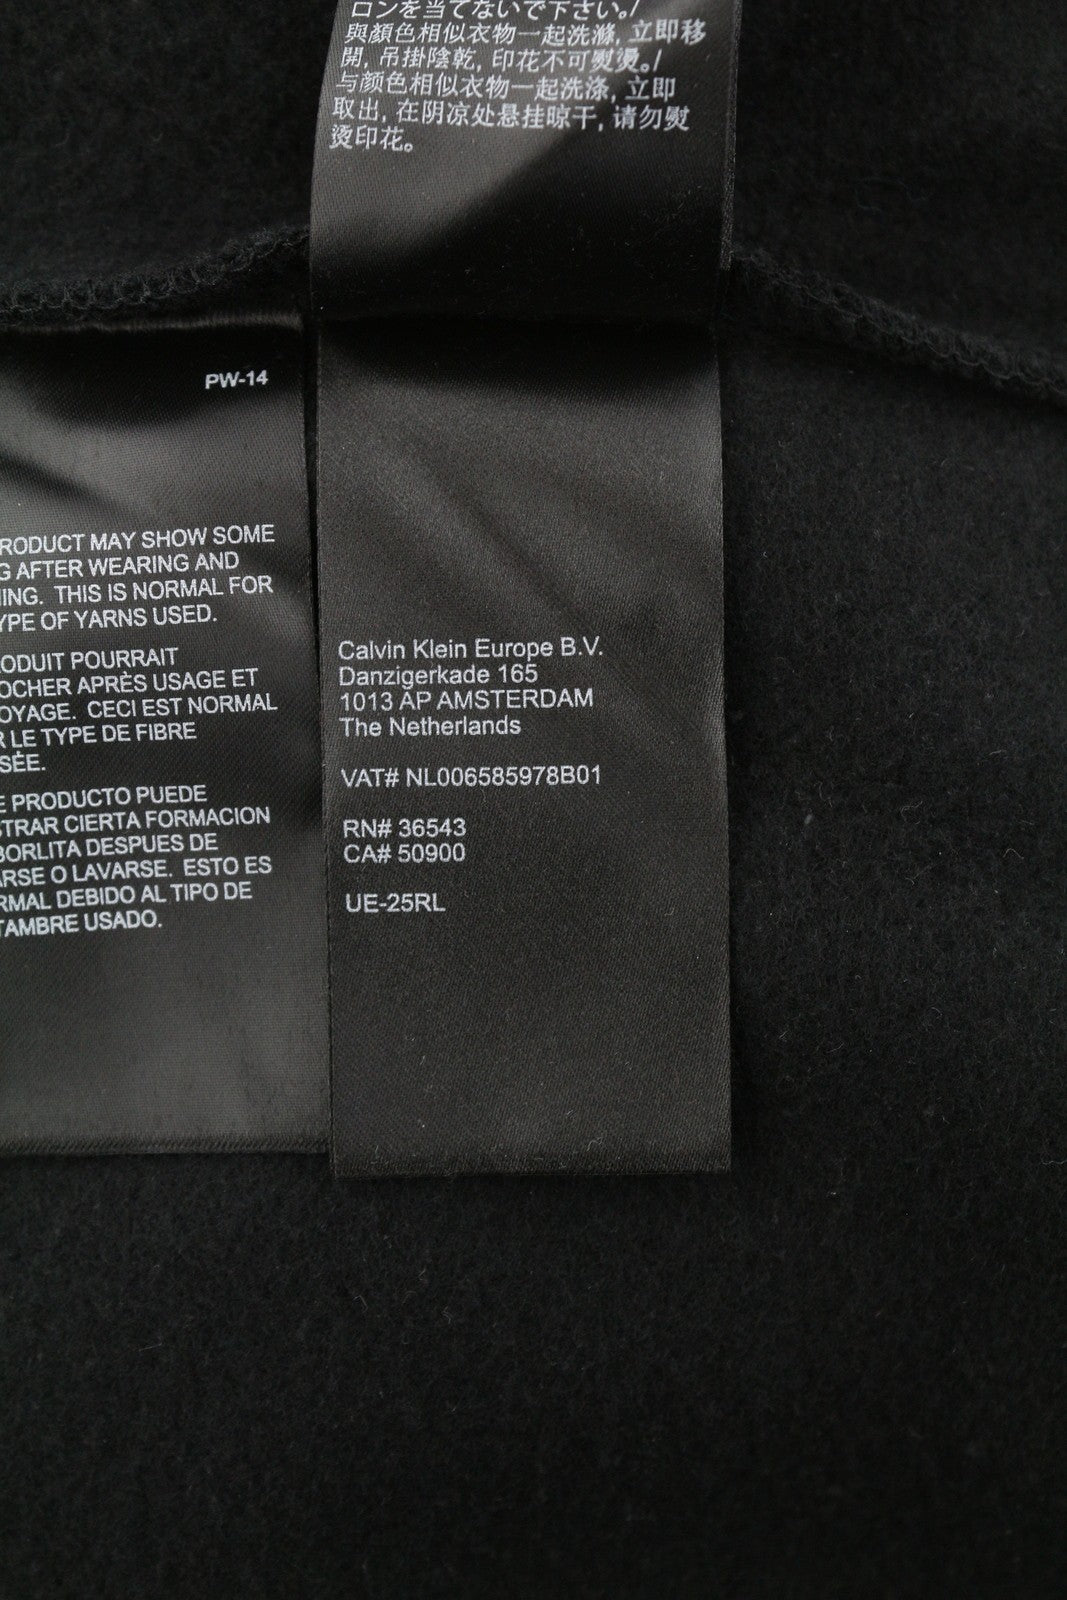 ロンを当てないで下さい。/
與顏色相似衣物一起洗滌, 立即移
開, 吊掛陰乾, 印花不可熨燙。/
与颜色相似衣物一起洗涤, 立即
取出, 在阴凉处悬挂晾干, 请勿熨
烫印花。
PW-14
RODUCT MAY SHOW SOME
G AFTER WEARING AND
ING. THIS IS NORMAL FOR
YPE OF YARNS USED.
ODUIT POURRAIT
OCHER APRÈS USAGE ET
OYAGE. CECI EST NORMAL
R LE TYPE DE FIBRE
SÉE.
E PRODUCTO PUEDE
STRAR CIERTA FORMACION
BORLITA DESPUES DE
ARSE O LAVARSE. ESTO ES
RMAL DEBIDO AL TIPO DE
TAMBRE USADO.
Calvin Klein Europe B.V.
Danzigerkade 165
1013 AP AMSTERDAM
The Netherlands
VAT# NL006585978B01
RN# 36543
CA# 50900
UE-25RL